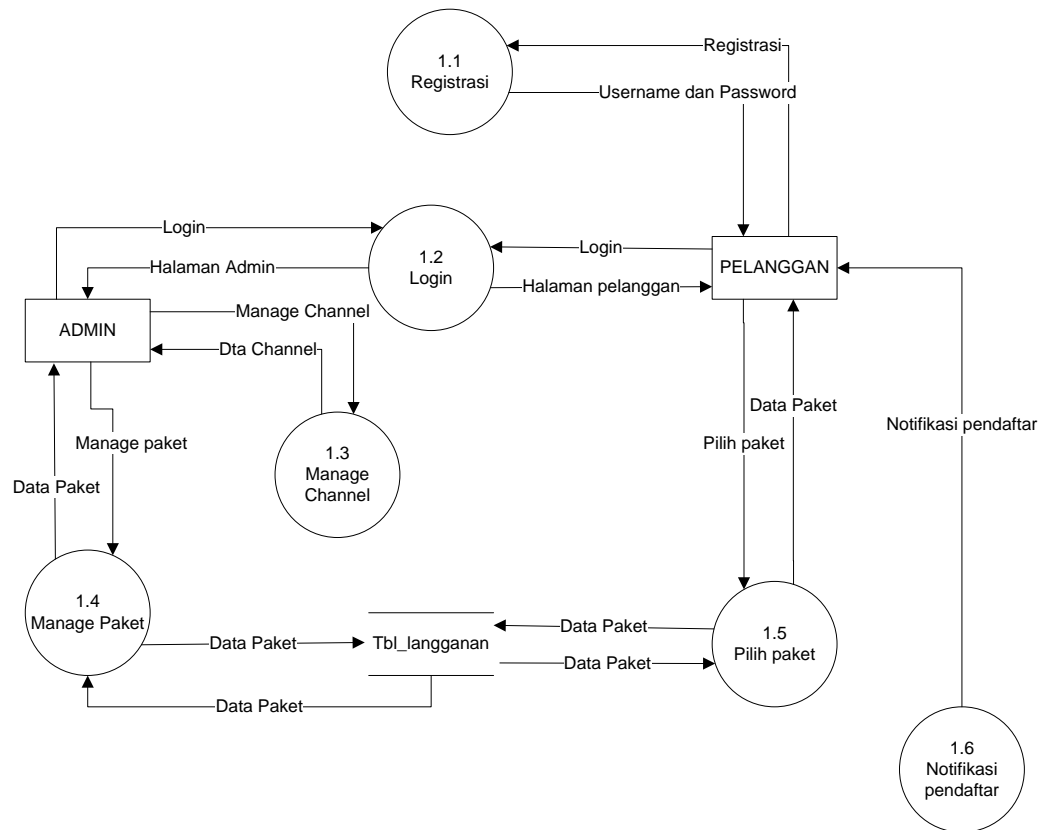 1.1
Registrasi
Registrasi
Username dan Password
Login
1.2
Login
Login
Halaman Admin
Halaman pelanggan
PELANGGAN
ADMIN
Manage Channel
Dta Channel
1.3
Manage
Channel
Manage paket
Data Paket
Data Paket
Pilih paket
Notifikasi pendaftar
1.4
Manage Paket
Data Paket
Tbl_langganan
Data Paket
Data Paket
Data Paket
1.5
Pilih paket
1.6
Notifikasi
pendaftar